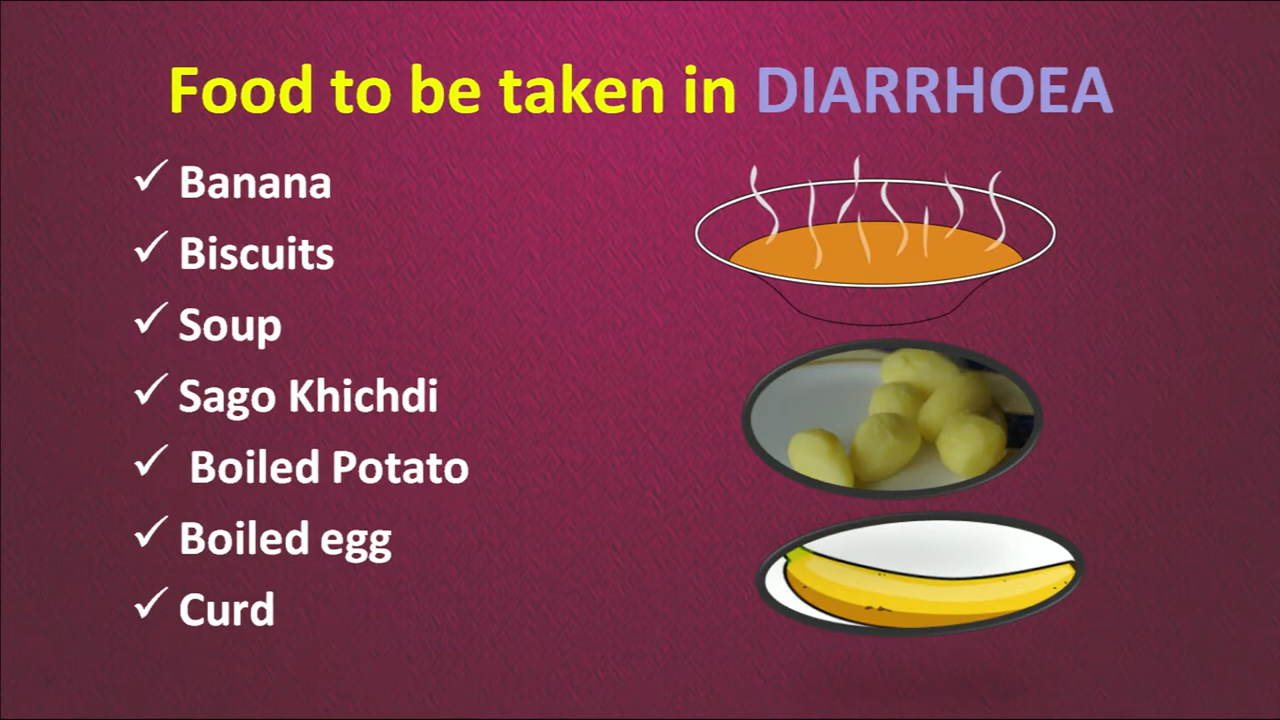 Food to be taken in DIARRHOEA
✓ Banana
✓ Biscuits
✓ Soup
✓ Sago Khichdi
✓ Boiled Potato
✓ Boiled egg
✓ Curd